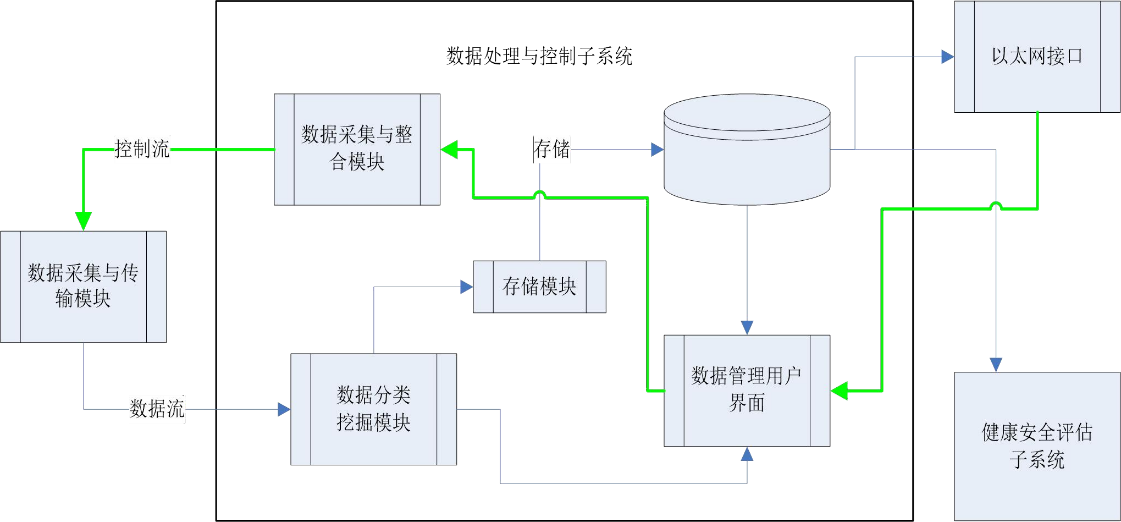 数据处理与控制子系统
以太网接口
数据采集与整
合模块
控制流
存储
数据采集与传
输模块
存储模块
数据管理用户
界面
数据分类
挖掘模块
数据流
健康安全评估
子系统